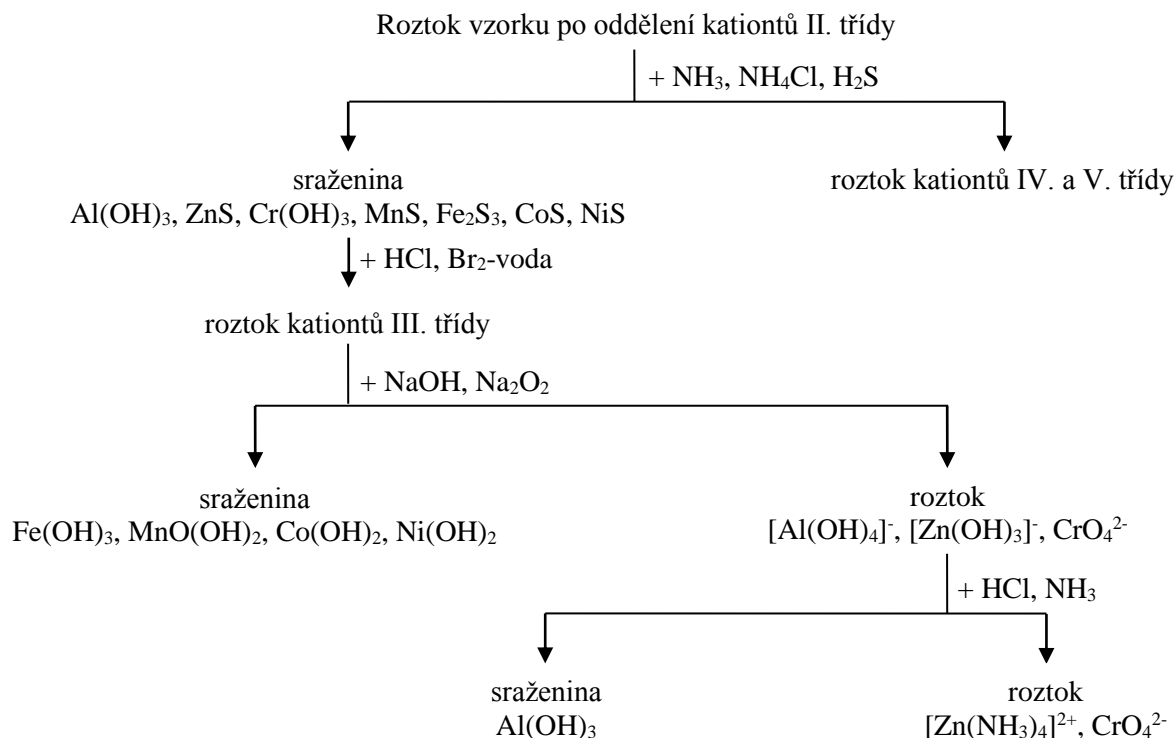 Roztok vzorku po oddělení kationtů II. třídy
+ NH₃, NH₄Cl, H₂S
sraženina
Al(OH)₃, ZnS, Cr(OH)₃, MnS, Fe₂S₃, CoS, NiS
roztok kationtů IV. a V. třídy
+ HCl, Br₂-voda
roztok kationtů III. třídy
+ NaOH, Na₂O₂
sraženina
Fe(OH)₃, MnO(OH)₂, Co(OH)₂, Ni(OH)₂
roztok
[Al(OH)₄]⁻, [Zn(OH)₃]⁻, CrO₄²⁻
+ HCl, NH₃
sraženina
Al(OH)₃
roztok
[Zn(NH₃)₄]²⁺, CrO₄²⁻